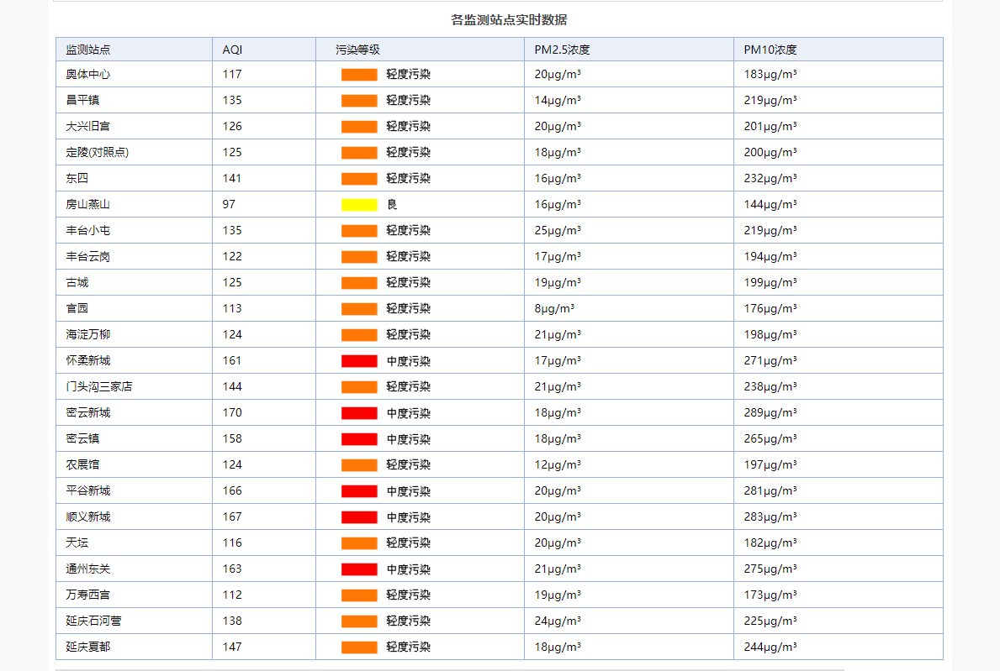 各监测站点实时数据
监测站点 AQI 污染等级 PM2.5浓度 PM10浓度
奥体中心 117 轻度污染 20μg/m³ 183μg/m³
昌平镇 135 轻度污染 14μg/m³ 219μg/m³
大兴旧宫 126 轻度污染 20μg/m³ 201μg/m³
定陵(对照点) 125 轻度污染 18μg/m³ 200μg/m³
东四 141 轻度污染 16μg/m³ 232μg/m³
房山燕山 97 良 16μg/m³ 144μg/m³
丰台小屯 135 轻度污染 25μg/m³ 219μg/m³
丰台云岗 122 轻度污染 17μg/m³ 194μg/m³
古城 125 轻度污染 19μg/m³ 199μg/m³
官园 113 轻度污染 8μg/m³ 176μg/m³
海淀万柳 124 轻度污染 21μg/m³ 198μg/m³
怀柔新城 161 中度污染 17μg/m³ 271μg/m³
门头沟三家店 144 轻度污染 21μg/m³ 238μg/m³
密云新城 170 中度污染 18μg/m³ 289μg/m³
密云镇 158 中度污染 18μg/m³ 265μg/m³
农展馆 124 轻度污染 12μg/m³ 197μg/m³
平谷新城 166 中度污染 20μg/m³ 281μg/m³
顺义新城 167 中度污染 20μg/m³ 283μg/m³
天坛 116 轻度污染 20μg/m³ 182μg/m³
通州东关 163 中度污染 21μg/m³ 275μg/m³
万寿西宫 112 轻度污染 19μg/m³ 173μg/m³
延庆石河营 138 轻度污染 24μg/m³ 225μg/m³
延庆夏都 147 轻度污染 18μg/m³ 244μg/m³